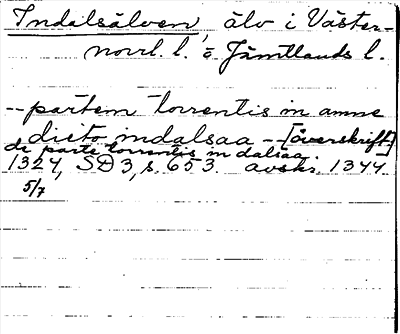 Indalsälven, älv i Väster-
norrl. l. o. Jämtlands l.
-- partem torrentis in amne
dicto indalsaa -- [överskrift]
de parte torrentis in dalsaa.
1324, SD 3, s. 653. avskr. 1344.
5/7